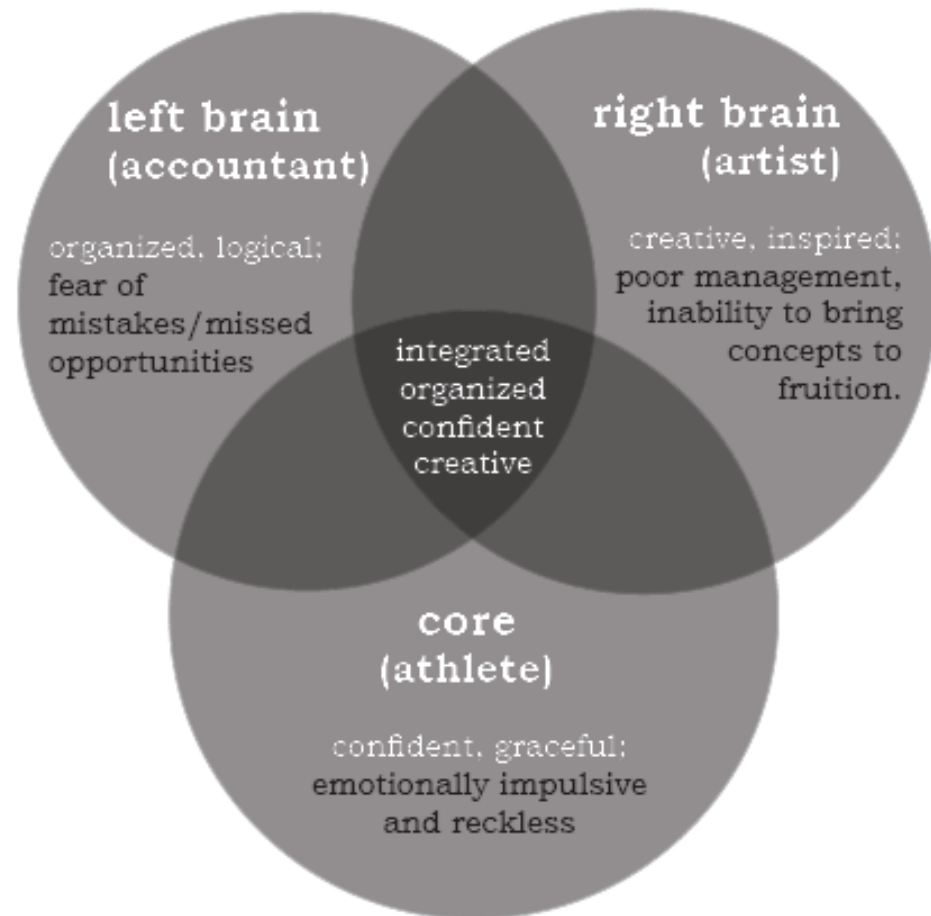 left brain
(accountant)
organized, logical;
fear of
mistakes/missed
opportunities
right brain
(artist)
creative, inspired;
poor management,
inability to bring
concepts to
fruition.
integrated
organized
confident
creative
core
(athlete)
confident, graceful;
emotionally impulsive
and reckless